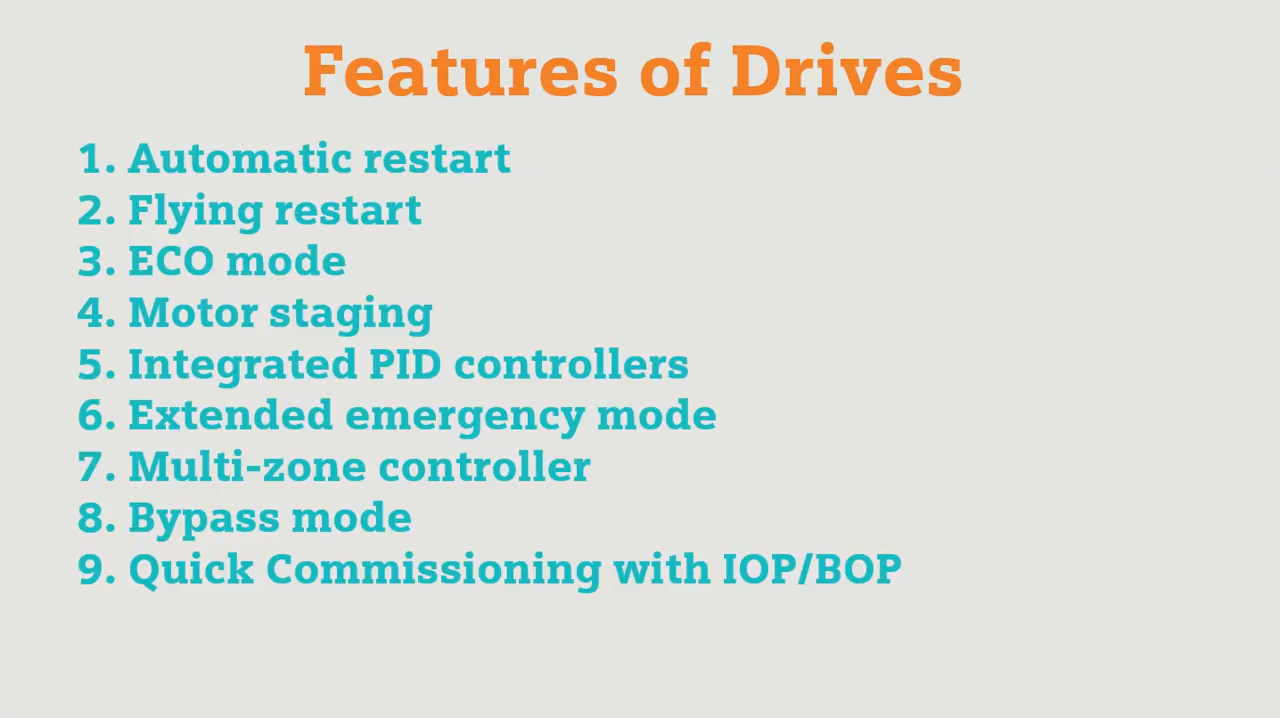 Features of Drives
1. Automatic restart
2. Flying restart
3. ECO mode
4. Motor staging
5. Integrated PID controllers
6. Extended emergency mode
7. Multi-zone controller
8. Bypass mode
9. Quick Commissioning with IOP/BOP